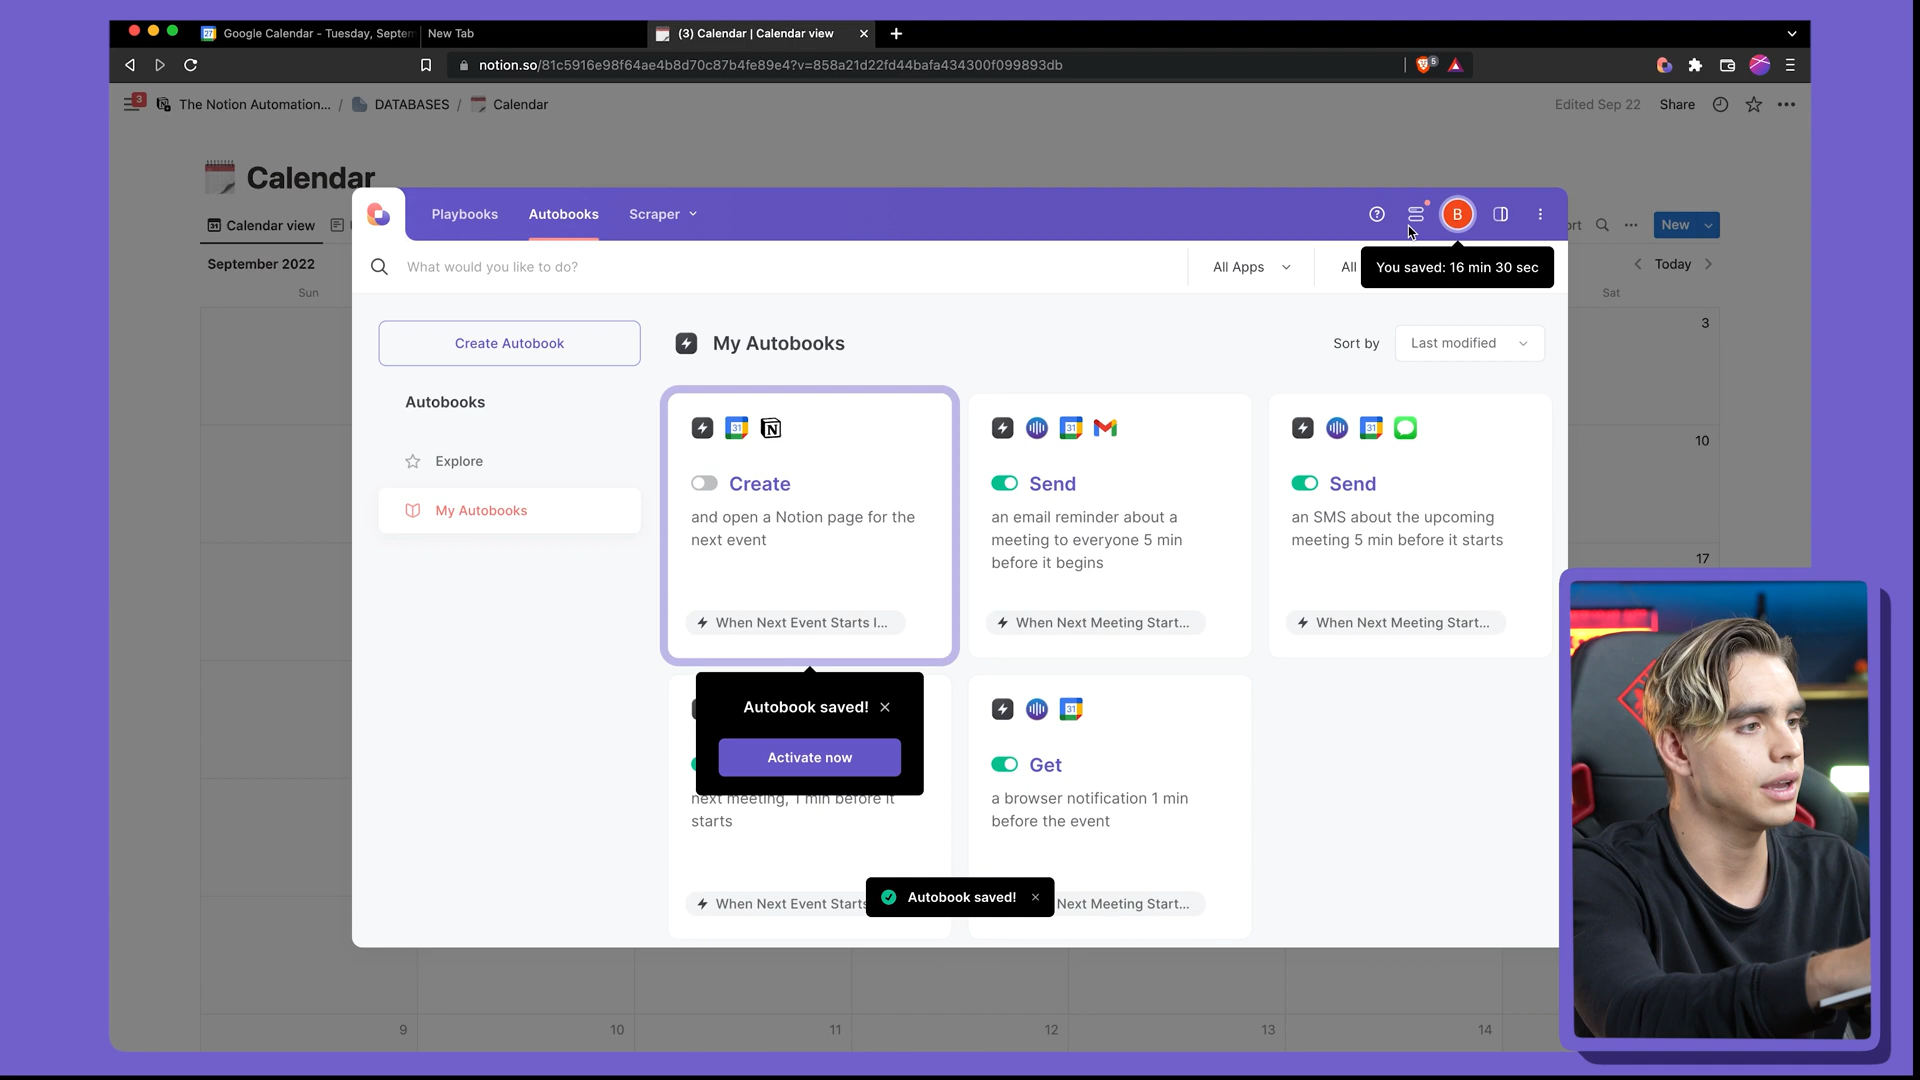 Google Calendar - Tuesday, Septem
New Tab
(3) Calendar | Calendar view
notion.so/81c5916e98f64ae4b8d70c87b4fe89e4?v=858a21d22fd44bafa434300f099893db
5
3
The Notion Automation... / DATABASES / Calendar
Edited Sep 22
Share
Calendar
Calendar view
New
September 2022
Today
Sun
Sat
3
10
17
Playbooks
Autobooks
Scraper
B
What would you like to do?
All Apps
All
You saved: 16 min 30 sec
Create Autobook
My Autobooks
Sort by
Last modified
Autobooks
Explore
My Autobooks
31
Create
and open a Notion page for the
next event
When Next Event Starts I...
31
Send
an email reminder about a
meeting to everyone 5 min
before it begins
When Next Meeting Start...
31
Send
an SMS about the upcoming
meeting 5 min before it starts
When Next Meeting Start...
Autobook saved!
Activate now
next meeting, 1 min before it
starts
When Next Event Starts
31
Get
a browser notification 1 min
before the event
Next Meeting Start...
Autobook saved!
9
10
11
12
13
14